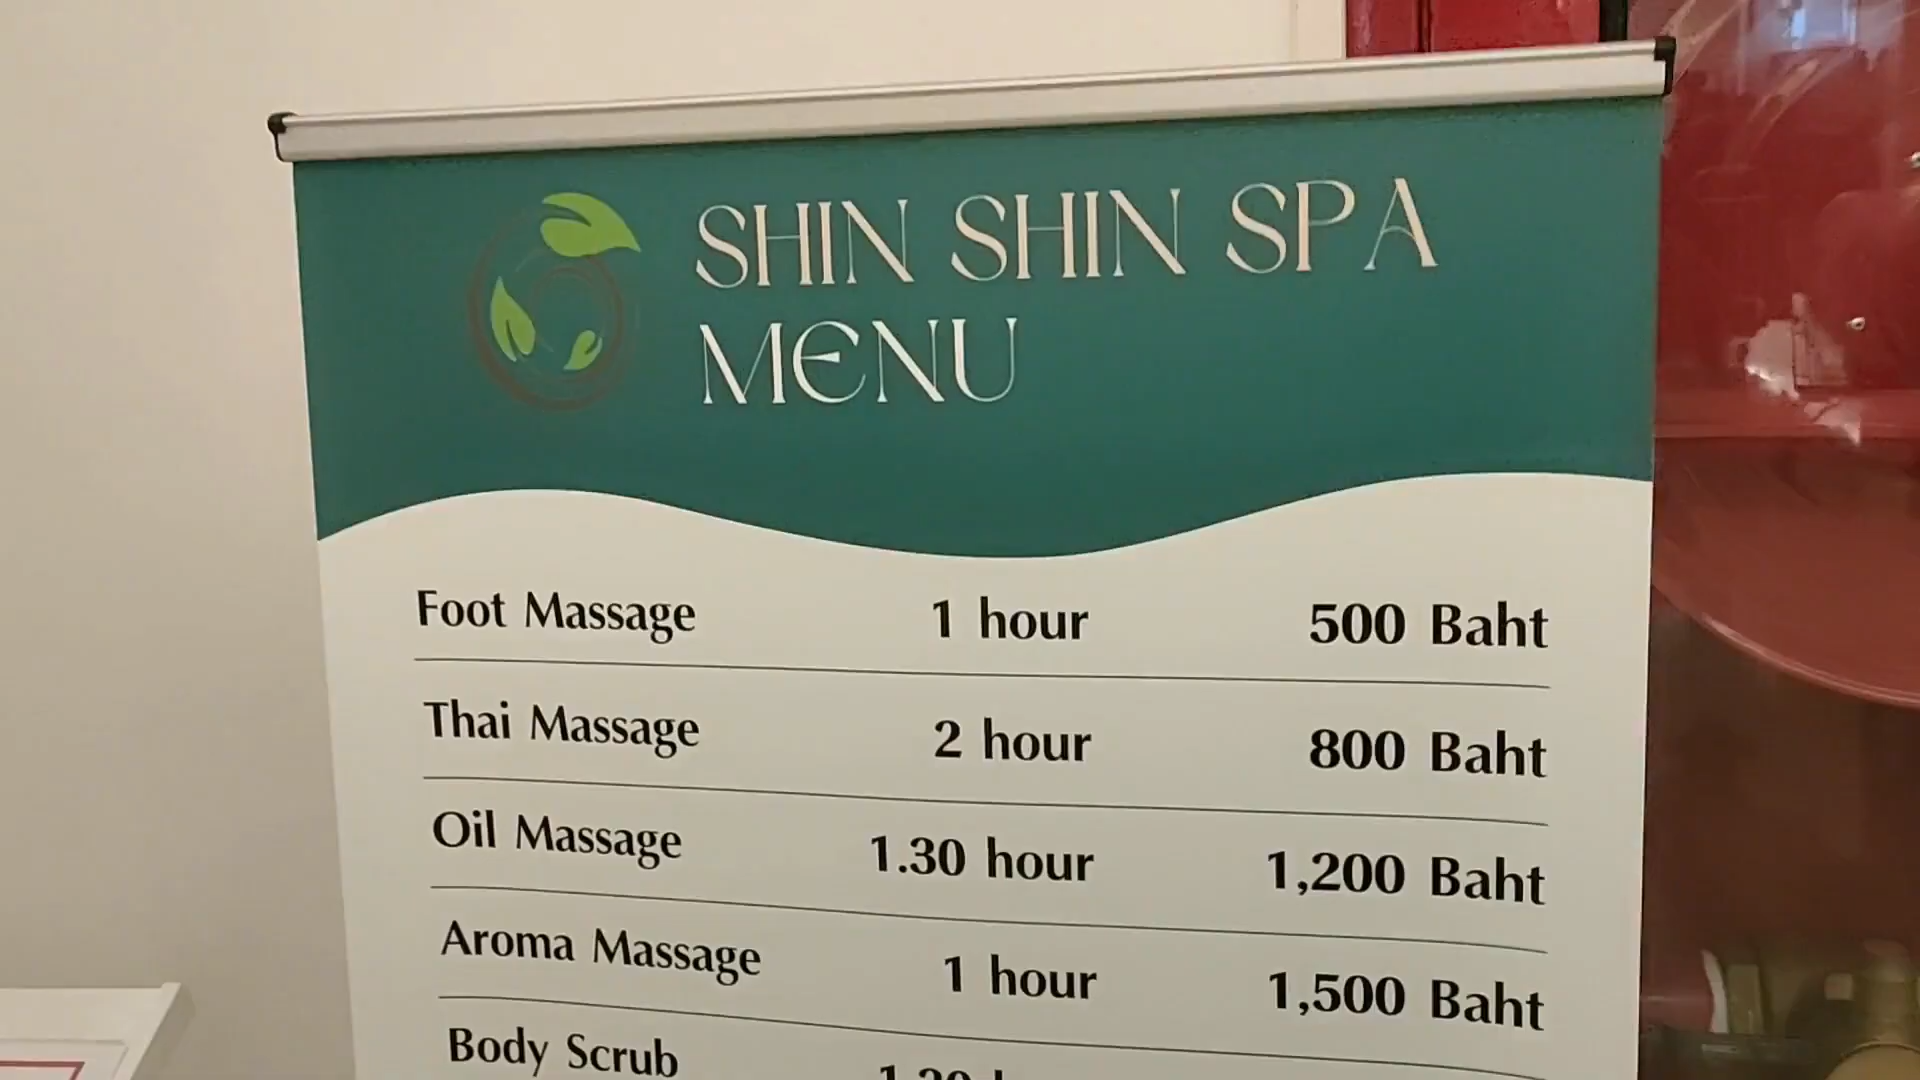 SHIN SHIN SPA
MENU
Foot Massage 1 hour 500 Baht
Thai Massage 2 hour 800 Baht
Oil Massage 1.30 hour 1,200 Baht
Aroma Massage 1 hour 1,500 Baht
Body Scrub